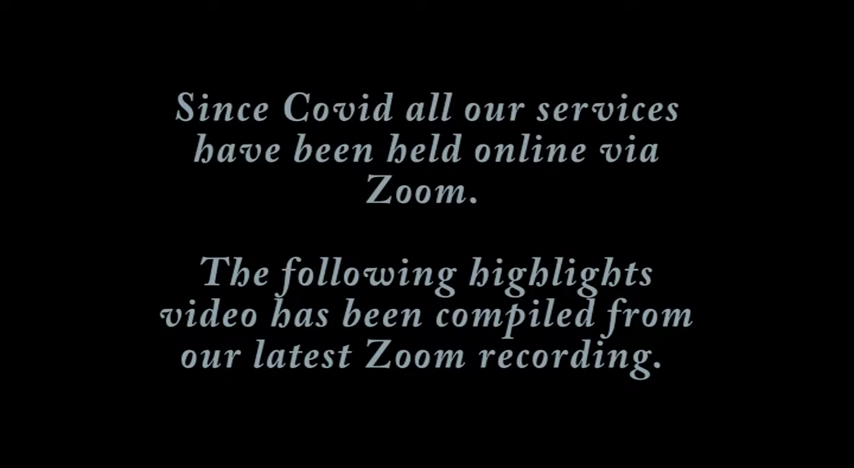 Since Covid all our services
have been held online via
Zoom.
The following highlights
video has been compiled from
our latest Zoom recording.